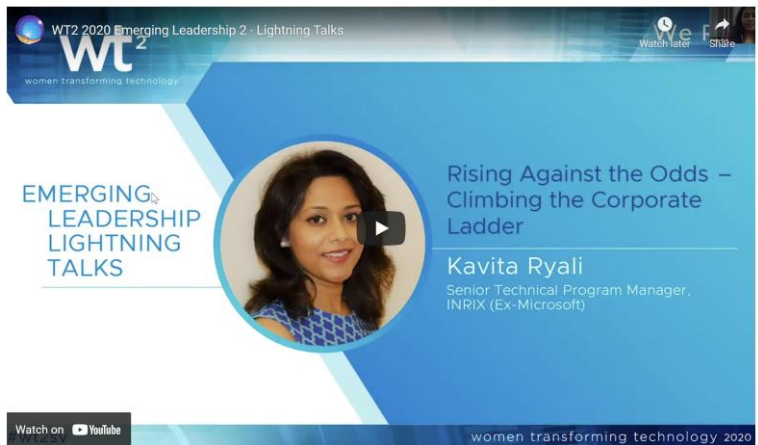 WT2 2020 Emerging Leadership 2 - Lightning Talks
Watch later
Share
We
wt2
women transforming technology
EMERGING
LEADERSHIP
LIGHTNING
TALKS
Rising Against the Odds –
Climbing the Corporate
Ladder
Kavita Ryali
Senior Technical Program Manager,
INRIX (Ex-Microsoft)
Watch on YouTube
#wt2sv
women transforming technology 2020